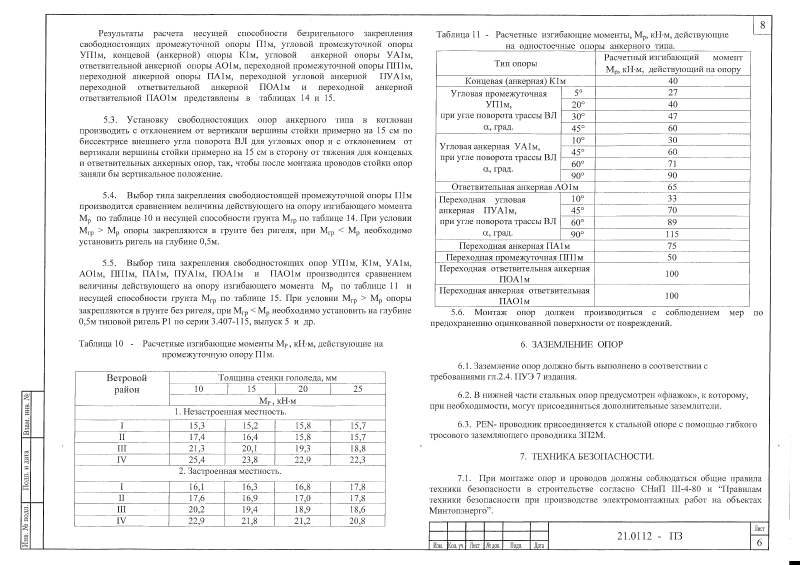 8
Результаты расчета несущей способности безригельного закрепления
свободностоящих промежуточной опоры П1м, угловой промежуточной опоры
УП1м, концевой (анкерной) опоры К1м, угловой анкерной опоры УА1м,
ответвительной анкерной опоры АО1м, переходной промежуточной опоры ПП1м,
переходной анкерной опоры ПА1м, переходной угловой анкерной ПУА1м,
переходной ответвительной анкерной ПОА1м и переходной анкерной
ответвительной ПАО1м представлены в таблицах 14 и 15.
5.3. Установку свободностоящих опор анкерного типа в котлован
производить с отклонением от вертикали вершины стойки примерно на 15 см по
биссектрисе внешнего угла поворота ВЛ для угловых опор и с отклонением от
вертикали вершины стойки примерно на 15 см в сторону от тяжения для концевых
и ответвительных анкерных опор, так, чтобы после монтажа проводов стойки опор
заняли бы вертикальное положение.
5.4. Выбор типа закрепления свободностоящей промежуточной опоры П1м
производится сравнением величины действующего на опору изгибающего момента
Мр по таблице 10 и несущей способности грунта Мгр по таблице 14. При условии
Мгр > Мр опоры закрепляются в грунте без ригеля, при Мгр < Мр необходимо
установить ригель на глубине 0,5м.
5.5. Выбор типа закрепления свободностоящих опор УП1м, К1м, УА1м,
АО1м, ПП1м, ПА1м, ПУА1м, ПОА1м и ПАО1м производится сравнением
величины действующего на опору изгибающего момента Мр по таблице 11 и
несущей способности грунта Мгр по таблице 15. При условии Мгр > Мр опоры
закрепляются в грунте без ригеля, при Мгр < Мр необходимо установить на глубине
0,5м типовой ригель Р1 по серии 3.407-115, выпуск 5 и др.
Таблица 10 - Расчетные изгибающие моменты МР, кН·м, действующие на
промежуточную опору П1м.
Ветровой район Толщина стенки гололеда, мм
10 15 20 25
МР, кН·м
1. Незастроенная местность.
I 15,3 15,2 15,8 15,7
II 17,4 16,4 15,8 15,7
III 21,3 20,1 19,3 18,8
IV 25,4 23,8 22,9 22,3
2. Застроенная местность.
I 16,1 16,3 16,8 17,8
II 17,6 16,9 17,0 17,8
III 20,2 19,4 18,9 18,6
IV 22,9 21,8 21,2 20,8
Таблица 11 - Расчетные изгибающие моменты, Мр, кН·м, действующие
на одностоечные опоры анкерного типа.
Тип опоры Расчетный изгибающий момент
Мр, кН·м, действующий на опору
Концевая (анкерная) К1м 40
Угловая промежуточная 5° 27
УП1м, 20° 40
при угле поворота трассы ВЛ 30° 47
α, град. 45° 60
Угловая анкерная УА1м, 10° 30
при угле поворота трассы ВЛ 45° 60
α, град. 60° 71
90° 90
Ответвительная анкерная АО1м 65
Переходная угловая 10° 33
анкерная ПУА1м, 45° 70
при угле поворота трассы ВЛ 60° 89
α, град. 90° 115
Переходная анкерная ПА1м 75
Переходная промежуточная ПП1м 50
Переходная ответвительная анкерная
ПОА1м 100
Переходная анкерная ответвительная
ПАО1м 100
5.6. Монтаж опор должен производиться с соблюдением мер по
предохранению оцинкованной поверхности от повреждений.
6. ЗАЗЕМЛЕНИЕ ОПОР
6.1. Заземление опор должно быть выполнено в соответствии с
требованиями гл.2.4. ПУЭ 7 издания.
6.2. В нижней части стальных опор предусмотрен «флажок», к которому,
при необходимости, могут присоединяться дополнительные заземлители.
6.3. PEN- проводник присоединяется к стальной опоре с помощью гибкого
тросового заземляющего проводника ЗП2М.
7. ТЕХНИКА БЕЗОПАСНОСТИ.
7.1. При монтаже опор и проводов должны соблюдаться общие правила
техники безопасности в строительстве согласно СНиП III-4-80 и “Правилам
техники безопасности при производстве электромонтажных работ на объектах
Минтопэнерго”.
Взам. инв. №
Подп. и дата
Инв. № подл.
Изм. Кол. уч. Лист № док. Подп. Дата
21.0112 - ПЗ
Лист
6